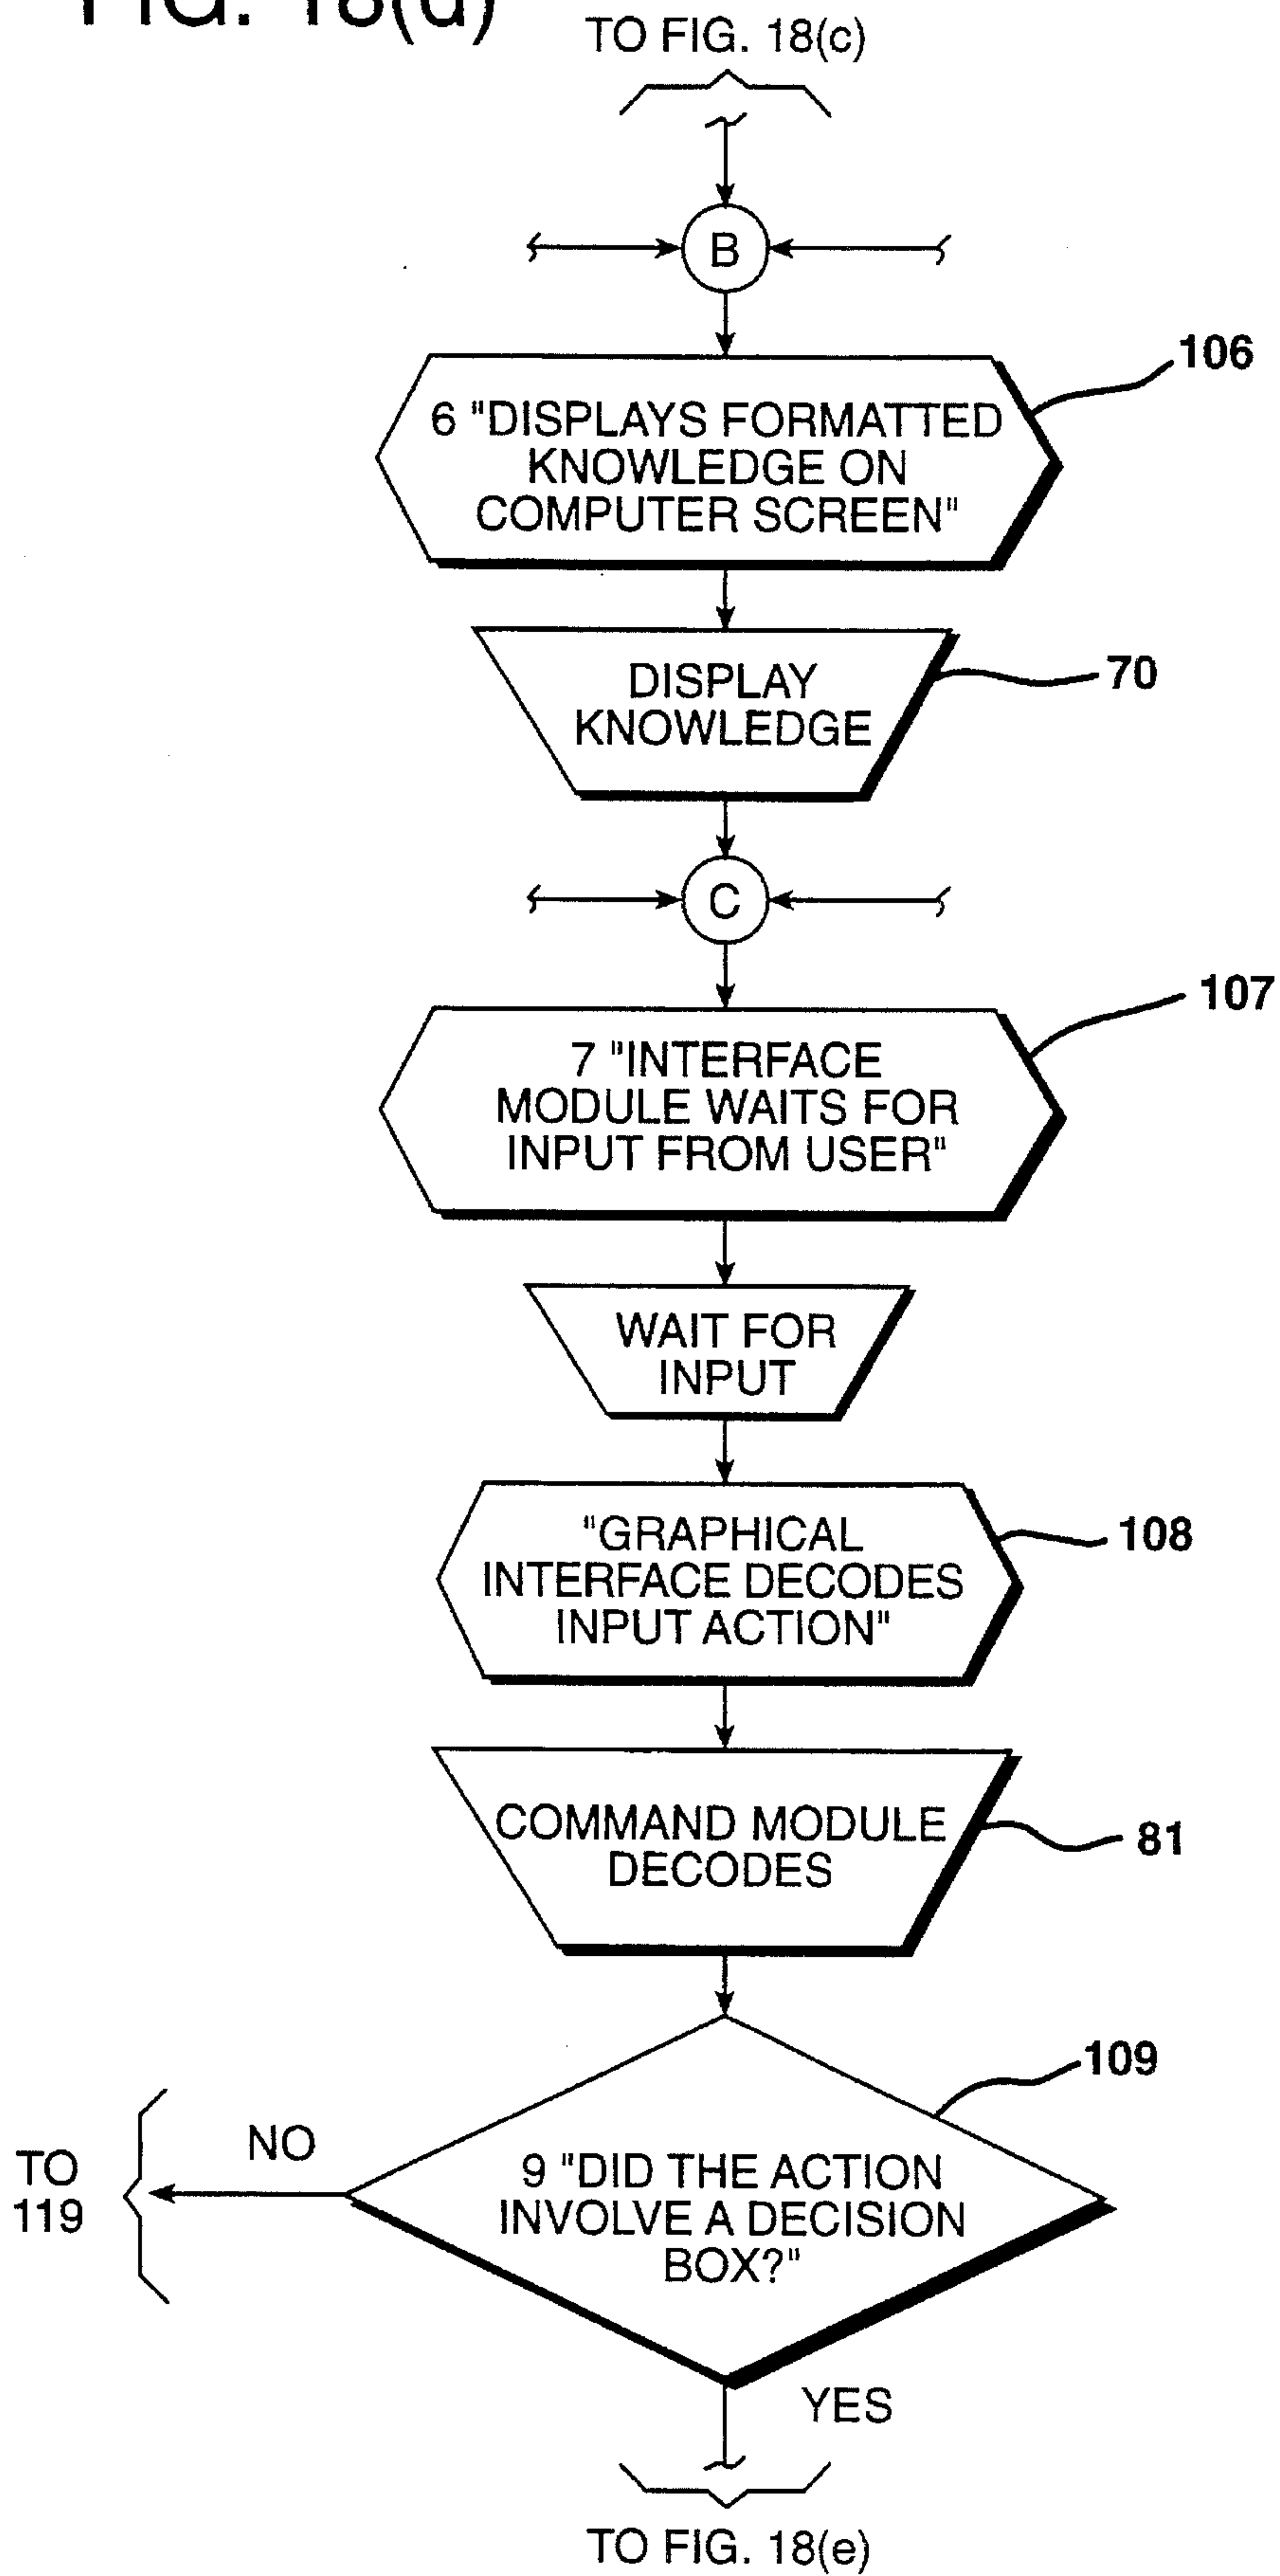 FIG. 18(d)
TO FIG. 18(c)
B
106
6 "DISPLAYS FORMATTED
KNOWLEDGE ON
COMPUTER SCREEN"
DISPLAY
KNOWLEDGE
70
C
107
7 "INTERFACE
MODULE WAITS FOR
INPUT FROM USER"
WAIT FOR
INPUT
"GRAPHICAL
INTERFACE DECODES
INPUT ACTION"
108
COMMAND MODULE
DECODES
81
109
NO
TO
119
9 "DID THE ACTION
INVOLVE A DECISION
BOX?"
YES
TO FIG. 18(e)